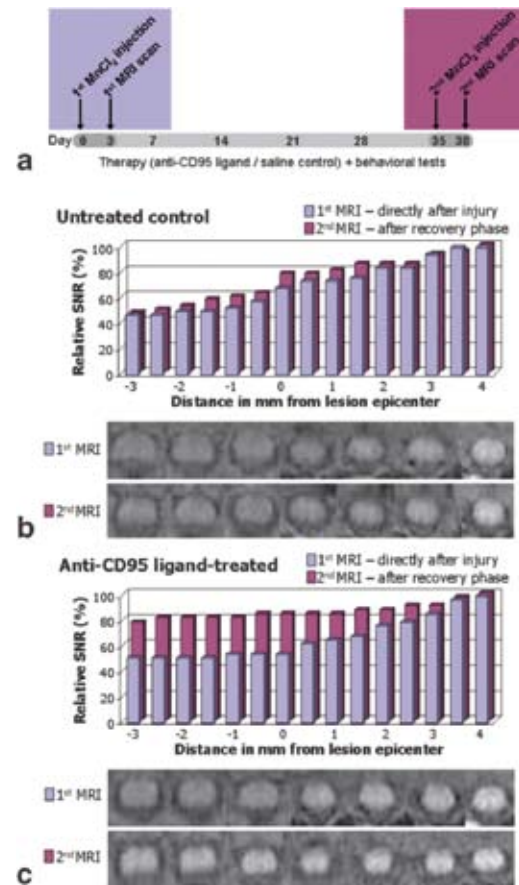 1st MnCl2 injection
1st MRI scan
2nd MnCl2 injection
2nd MRI scan
Day 0 3 7 14 21 28 35 38
Therapy (anti-CD95 ligand / saline control) + behavioral tests
a
Untreated control
1st MRI – directly after injury
2nd MRI – after recovery phase
Relative SNR (%)
100
80
60
40
20
0
-3 -2 -1 0 1 2 3 4
Distance in mm from lesion epicenter
1st MRI
2nd MRI
b
Anti-CD95 ligand-treated
1st MRI – directly after injury
2nd MRI – after recovery phase
Relative SNR (%)
100
80
60
40
20
0
-3 -2 -1 0 1 2 3 4
Distance in mm from lesion epicenter
1st MRI
2nd MRI
c